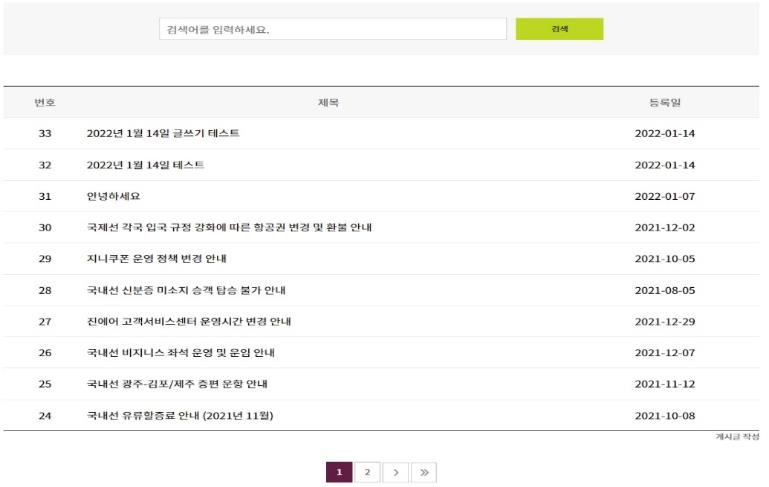 검색어를 입력하세요.
검색
번호 제목 등록일
33 2022년 1월 14일 글쓰기 테스트 2022-01-14
32 2022년 1월 14일 테스트 2022-01-14
31 안녕하세요 2022-01-07
30 국제선 각국 입국 규정 강화에 따른 항공권 변경 및 환불 안내 2021-12-02
29 지니쿠폰 운영 정책 변경 안내 2021-10-05
28 국내선 신분증 미소지 승객 탑승 불가 안내 2021-08-05
27 진에어 고객서비스센터 운영시간 변경 안내 2021-12-29
26 국내선 비지니스 좌석 운영 및 운임 안내 2021-12-07
25 국내선 광주-김포/제주 증편 운항 안내 2021-11-12
24 국내선 유류할증료 안내 (2021년 11월) 2021-10-08
게시글 작성
1 2 > »